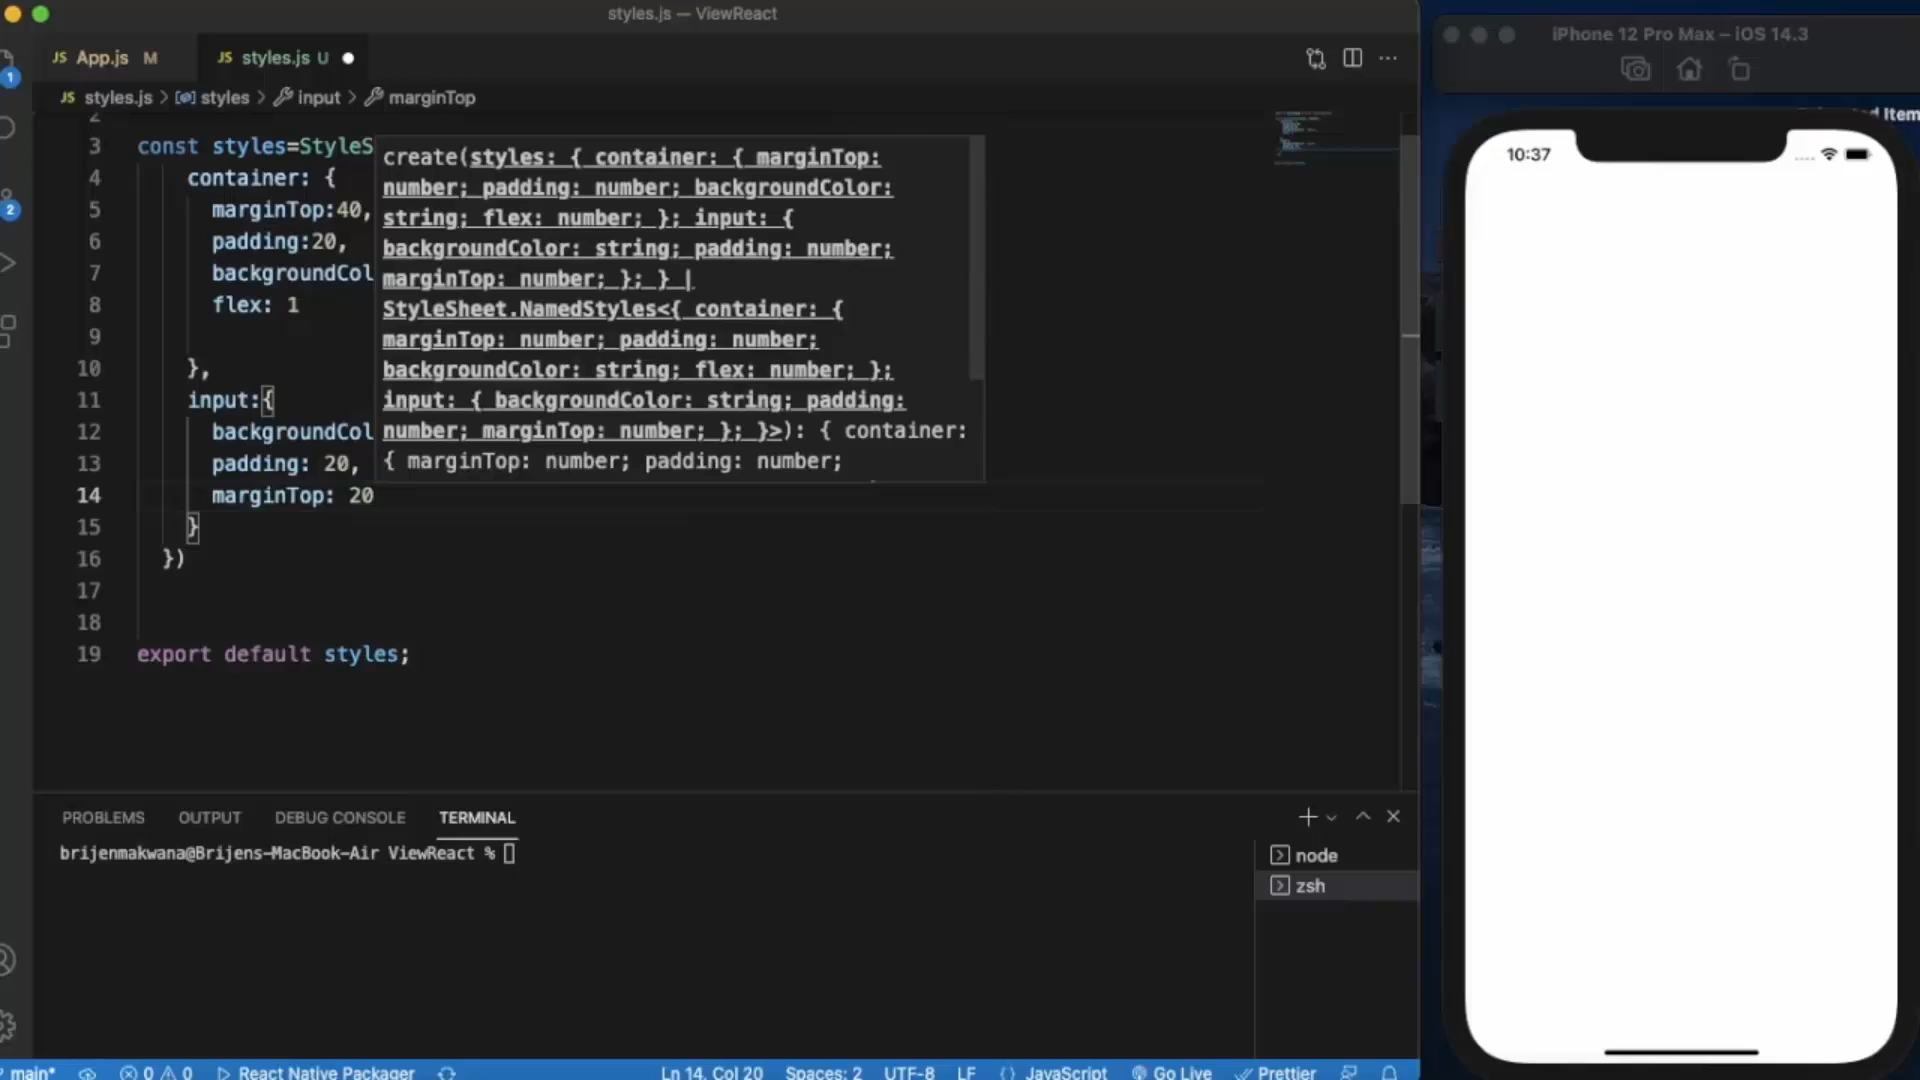 styles.js — ViewReact
JS App.js M
JS styles.js U
JS styles.js > styles > input > marginTop
2
3 const styles=StyleS
4 container: {
5 marginTop:40,
6 padding:20,
7 backgroundCol
8 flex: 1
9
10 },
11 input:{
12 backgroundCol
13 padding: 20,
14 marginTop: 20
15 }
16 })
17
18
19 export default styles;
create(styles: { container: { marginTop:
number; padding: number; backgroundColor:
string; flex: number; }; input: {
backgroundColor: string; padding: number;
marginTop: number; }; } |
StyleSheet.NamedStyles<{ container: {
marginTop: number; padding: number;
backgroundColor: string; flex: number; };
input: { backgroundColor: string; padding:
number; marginTop: number; }; }>): { container:
{ marginTop: number; padding: number;
1
2
PROBLEMS OUTPUT DEBUG CONSOLE TERMINAL
brijenmakwana@Brijens-MacBook-Air ViewReact %
node
zsh
main* 0 0 React Native Packager Ln 14, Col 20 Spaces: 2 UTF-8 LF {} JavaScript Go Live Prettier
iPhone 12 Pro Max – iOS 14.3
10:37